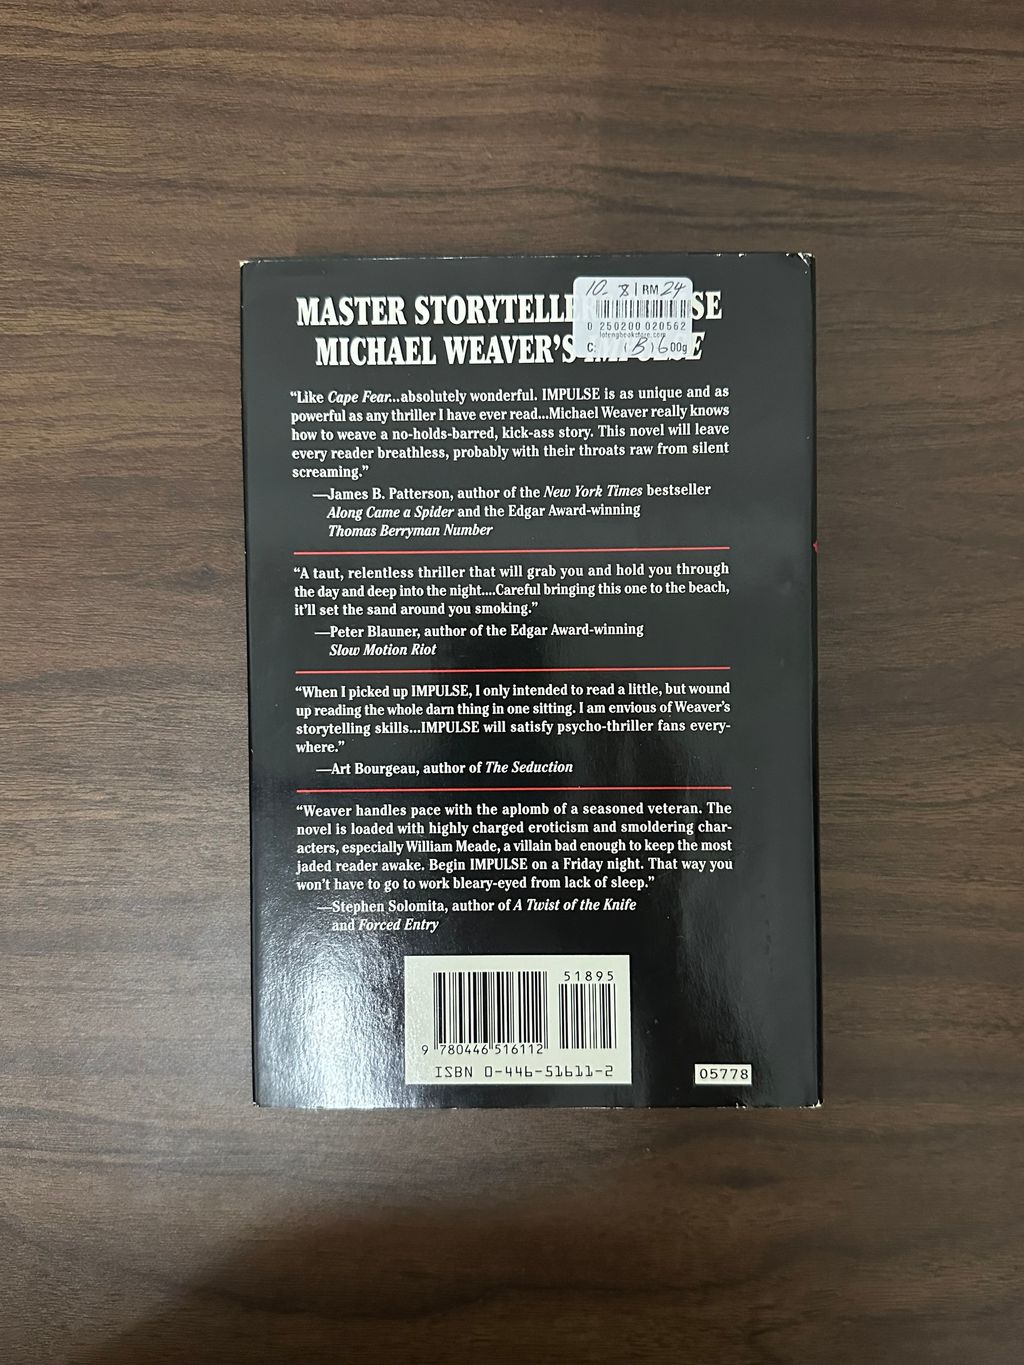 MASTER STORYTELLE SE
MICHAEL WEAVER'S IMPULSE
10. 8 | RM 24
0 250200 020562
C: B 600g
“Like Cape Fear...absolutely wonderful. IMPULSE is as unique and as
powerful as any thriller I have ever read...Michael Weaver really knows
how to weave a no-holds-barred, kick-ass story. This novel will leave
every reader breathless, probably with their throats raw from silent
screaming.”
—James B. Patterson, author of the New York Times bestseller
Along Came a Spider and the Edgar Award-winning
Thomas Berryman Number
“A taut, relentless thriller that will grab you and hold you through
the day and deep into the night....Careful bringing this one to the beach,
it’ll set the sand around you smoking.”
—Peter Blauner, author of the Edgar Award-winning
Slow Motion Riot
“When I picked up IMPULSE, I only intended to read a little, but wound
up reading the whole darn thing in one sitting. I am envious of Weaver’s
storytelling skills...IMPULSE will satisfy psycho-thriller fans every-
where.”
—Art Bourgeau, author of The Seduction
“Weaver handles pace with the aplomb of a seasoned veteran. The
novel is loaded with highly charged eroticism and smoldering char-
acters, especially William Meade, a villain bad enough to keep the most
jaded reader awake. Begin IMPULSE on a Friday night. That way you
won’t have to go to work bleary-eyed from lack of sleep.”
—Stephen Solomita, author of A Twist of the Knife
and Forced Entry
51895
9 780446 516112
ISBN 0-446-51611-2
05778